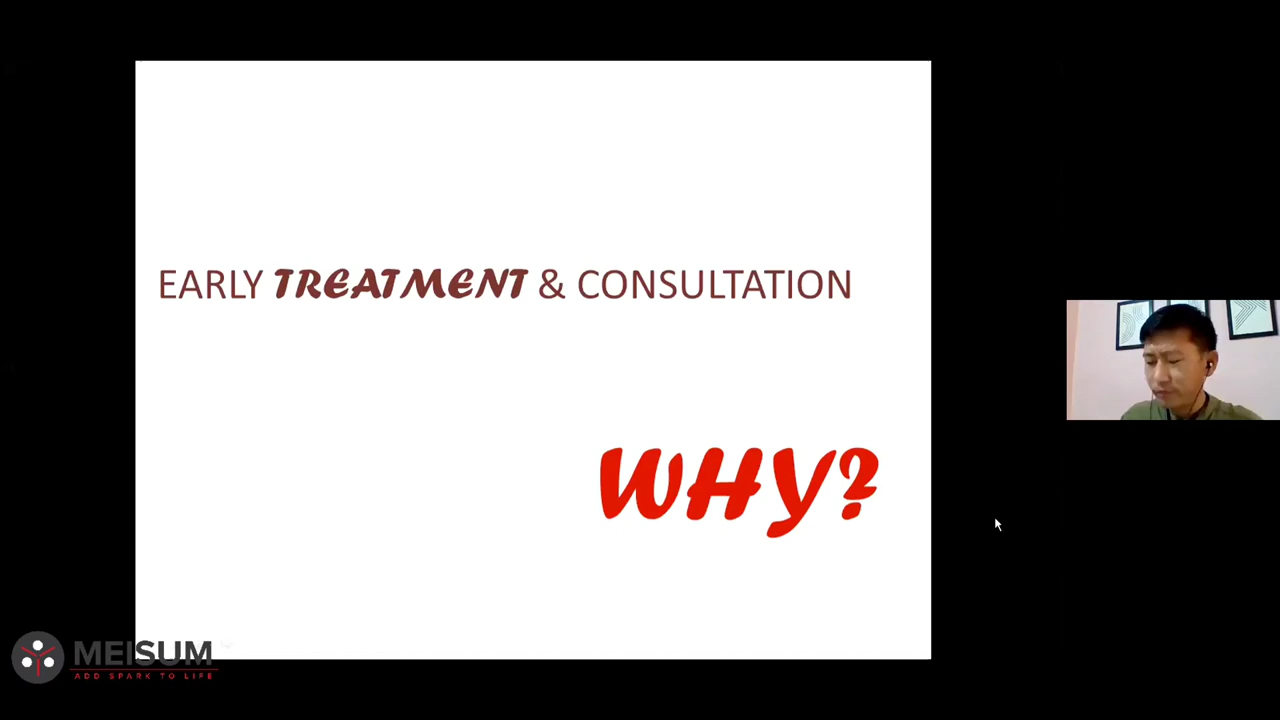 EARLY TREATMENT & CONSULTATION
WHY?
MEISUM
ADD SPARK TO LIFE